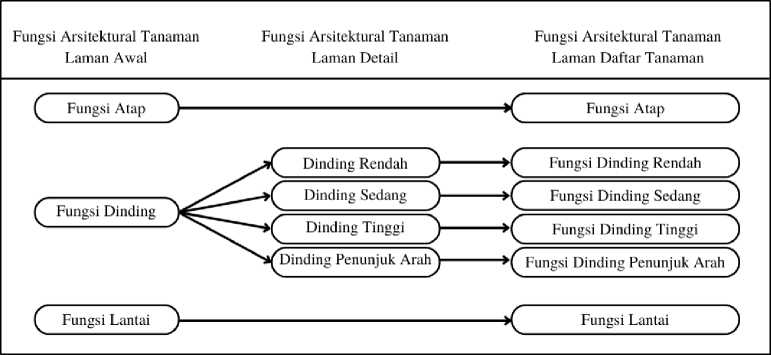 Fungsi Arsitektural Tanaman
Laman Awal
Fungsi Arsitektural Tanaman
Laman Detail
Fungsi Arsitektural Tanaman
Laman Daftar Tanaman
Fungsi Atap
Fungsi Atap
Fungsi Dinding
Dinding Rendah
Fungsi Dinding Rendah
Dinding Sedang
Fungsi Dinding Sedang
Dinding Tinggi
Fungsi Dinding Tinggi
Dinding Penunjuk Arah
Fungsi Dinding Penunjuk Arah
Fungsi Lantai
Fungsi Lantai